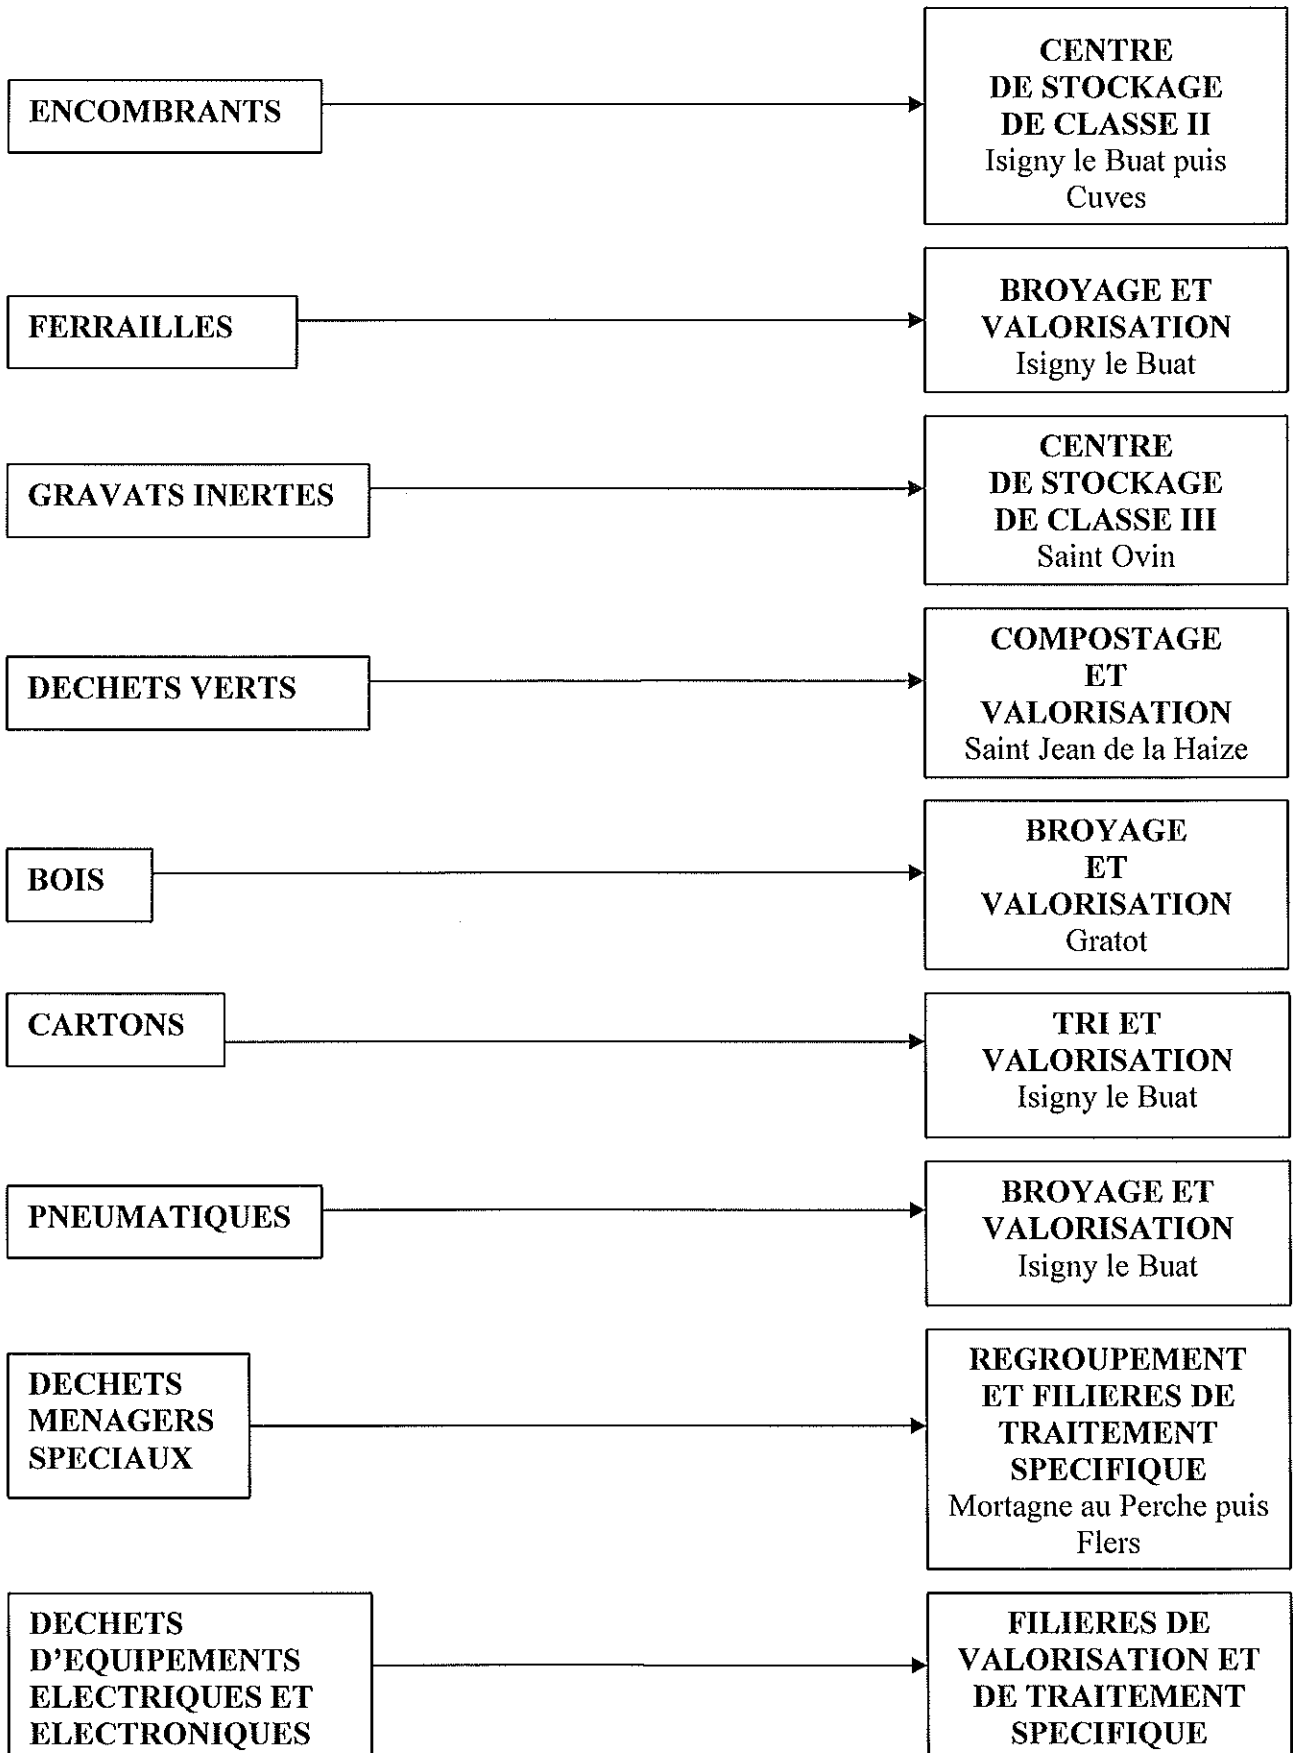 ENCOMBRANTS
CENTRE
DE STOCKAGE
DE CLASSE II
Isigny le Buat puis
Cuves
FERRAILLES
BROYAGE ET
VALORISATION
Isigny le Buat
GRAVATS INERTES
CENTRE
DE STOCKAGE
DE CLASSE III
Saint Ovin
DECHETS VERTS
COMPOSTAGE
ET
VALORISATION
Saint Jean de la Haize
BOIS
BROYAGE
ET
VALORISATION
Gratot
CARTONS
TRI ET
VALORISATION
Isigny le Buat
PNEUMATIQUES
BROYAGE ET
VALORISATION
Isigny le Buat
DECHETS
MENAGERS
SPECIAUX
REGROUPEMENT
ET FILIERES DE
TRAITEMENT
SPECIFIQUE
Mortagne au Perche puis
Flers
DECHETS
D'EQUIPEMENTS
ELECTRIQUES ET
ELECTRONIQUES
FILIERES DE
VALORISATION ET
DE TRAITEMENT
SPECIFIQUE